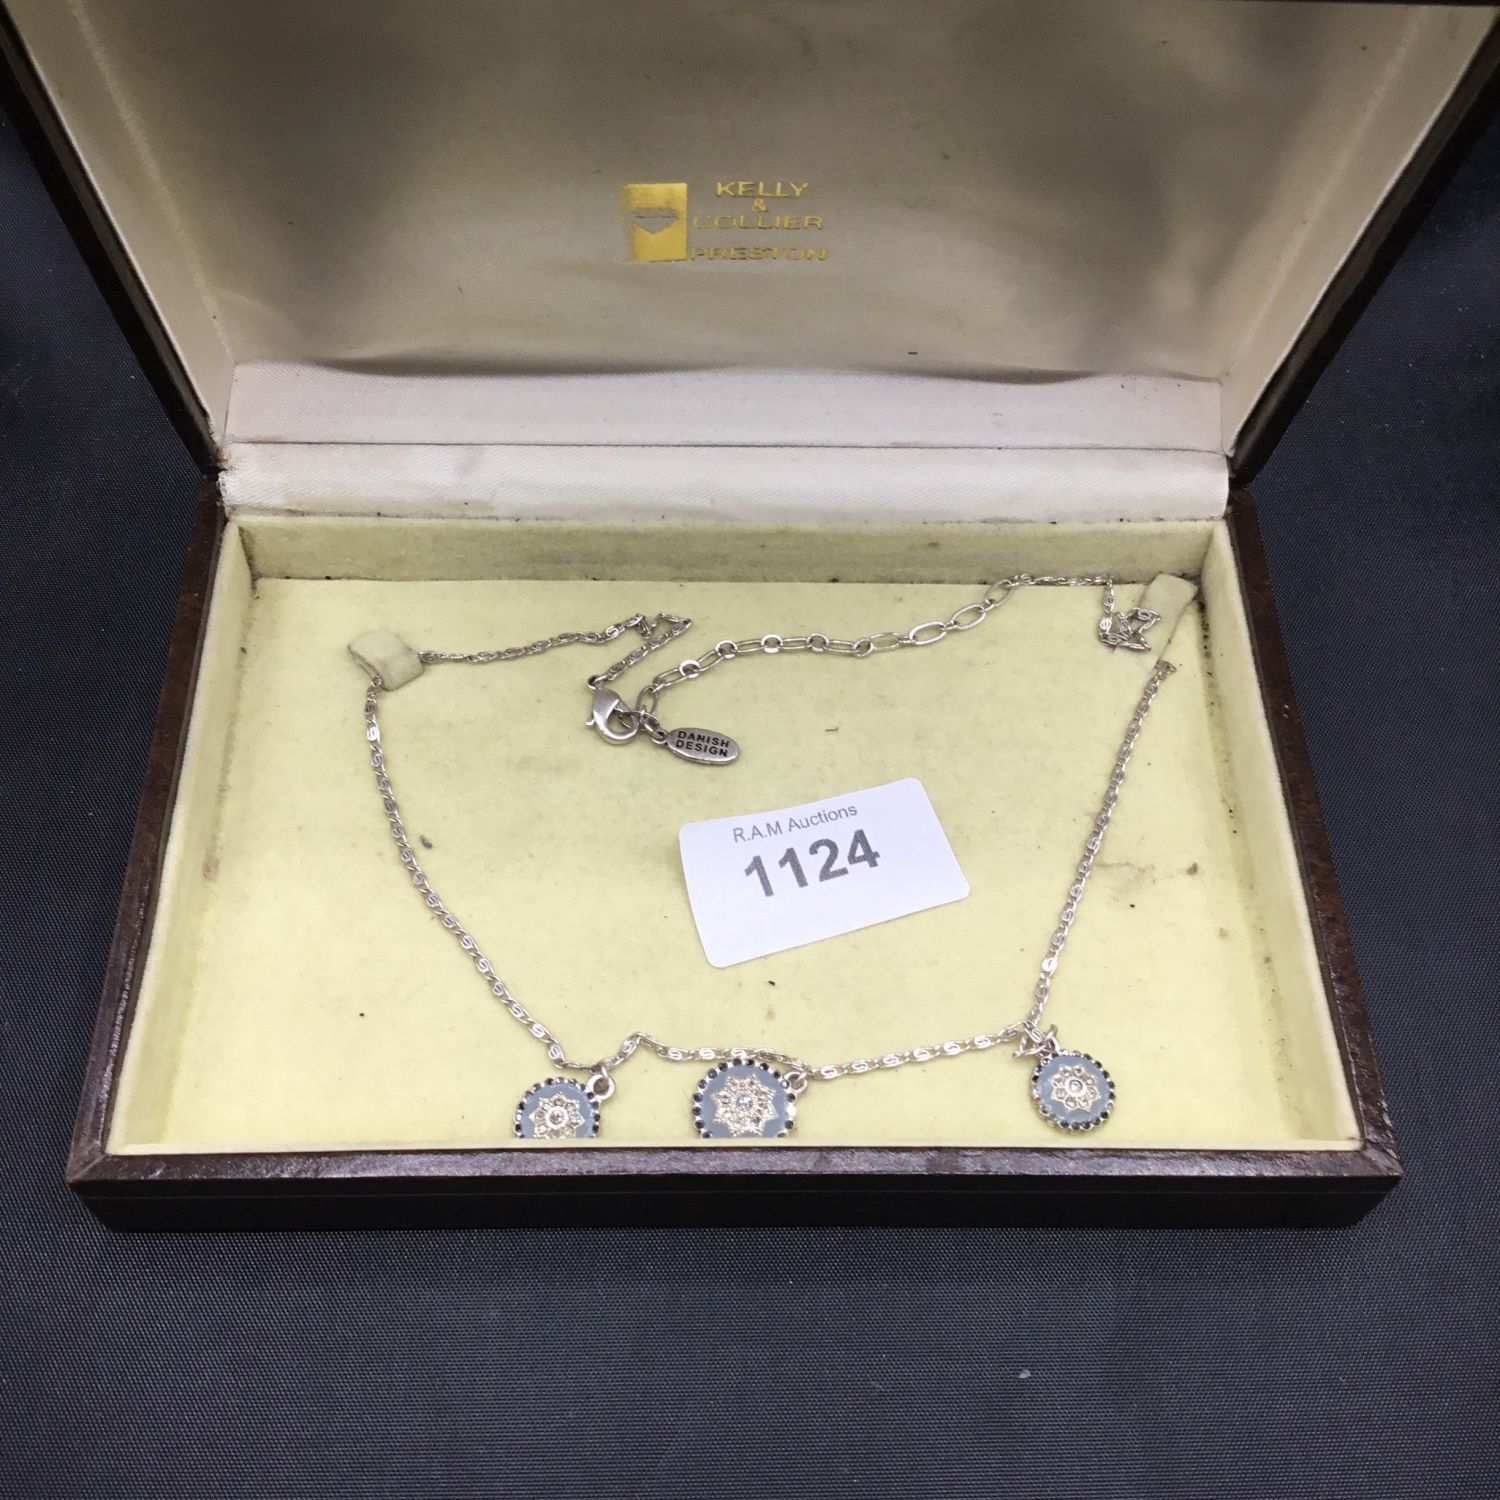 KELLY
&
COLLIER
PRESTON
DANISH
DESIGN
R.A.M Auctions
1124